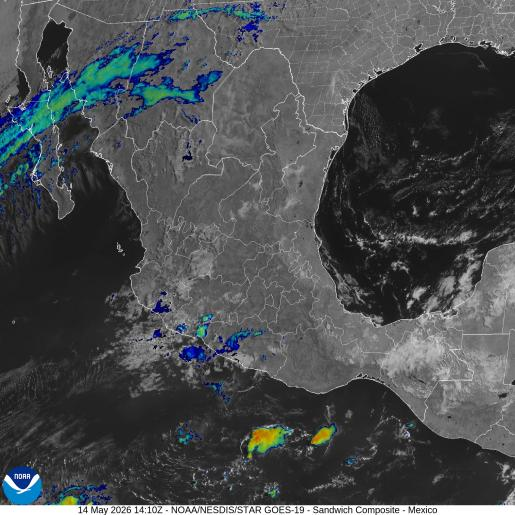 NOAA
14 May 2026 14:10Z - NOAA/NESDIS/STAR GOES-19 - Sandwich Composite - Mexico